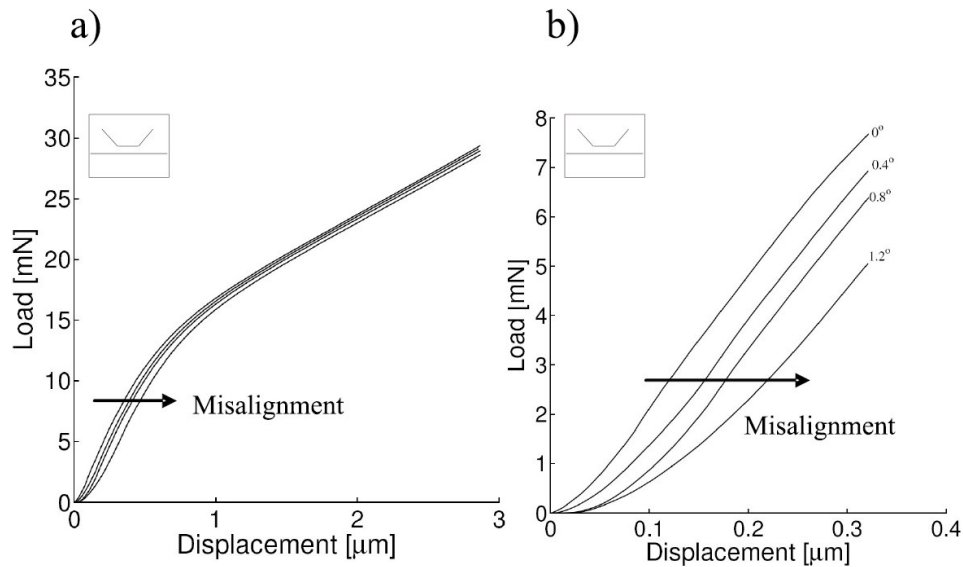 a)
35
30
25
20
15
10
5
0
Load [mN]
Misalignment
0 1 2 3
Displacement [μm]
b)
8
7
6
5
4
3
2
1
0
Load [mN]
0°
0.4°
0.8°
1.2°
Misalignment
0 0.1 0.2 0.3 0.4
Displacement [μm]